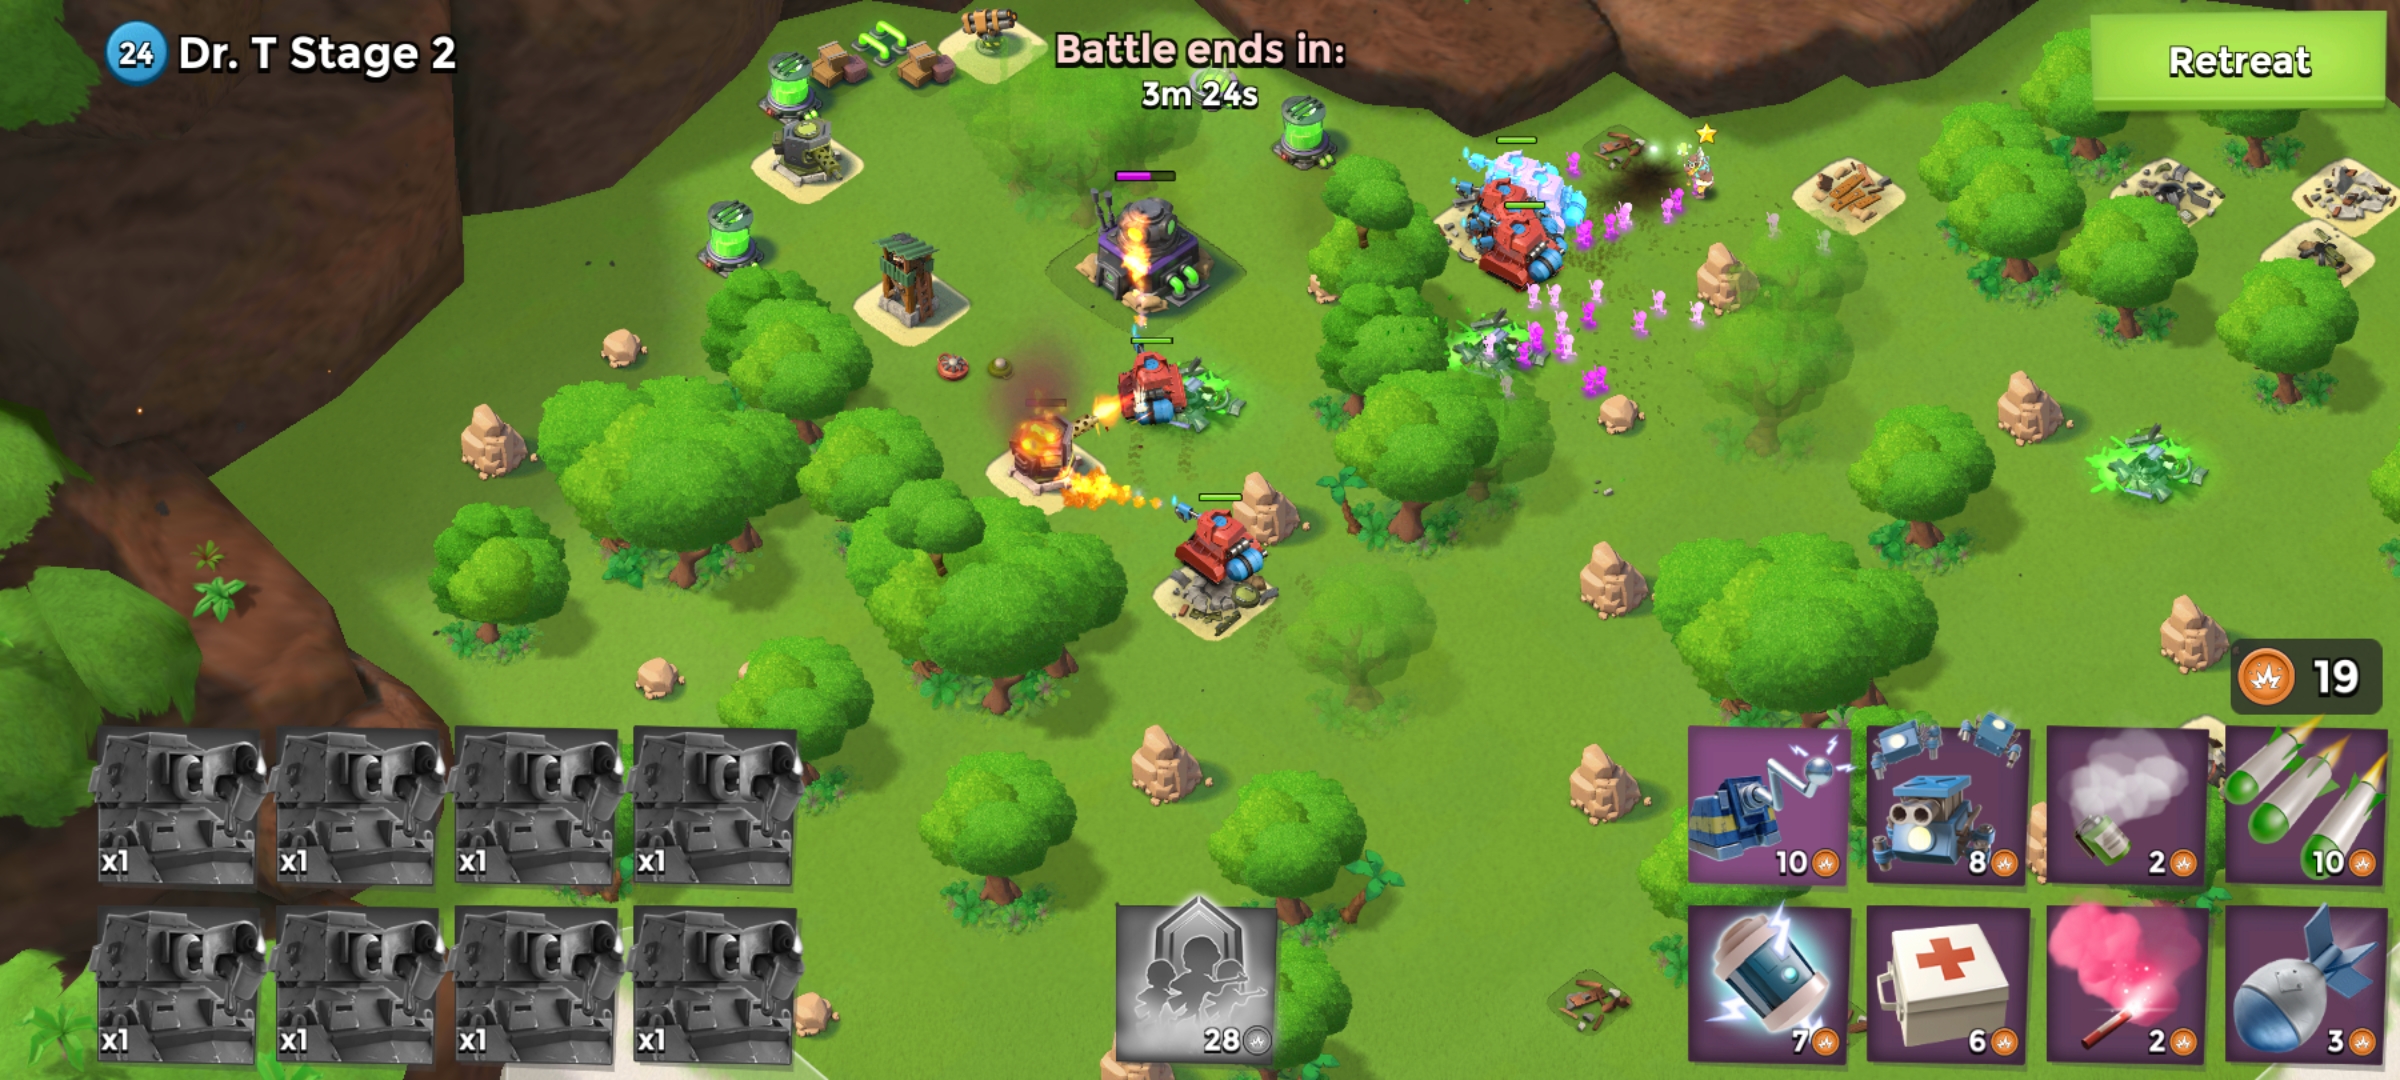 24 Dr. T Stage 2
Battle ends in:
3m 24s
Retreat
19
x1 x1 x1 x1
10 8 2 10
x1 x1 x1 x1
28
7 6 2 3